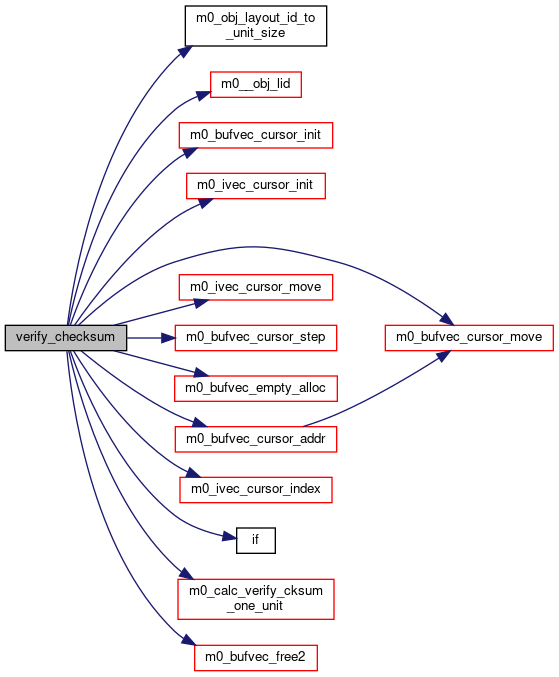 m0_obj_layout_id_to
_unit_size
m0__obj_lid
m0_bufvec_cursor_init
m0_ivec_cursor_init
m0_ivec_cursor_move
verify_checksum
m0_bufvec_cursor_step
m0_bufvec_cursor_move
m0_bufvec_empty_alloc
m0_bufvec_cursor_addr
m0_ivec_cursor_index
if
m0_calc_verify_cksum
_one_unit
m0_bufvec_free2